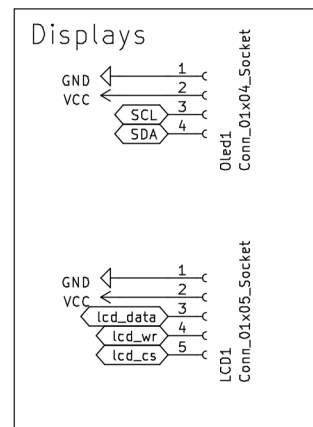 Displays
GND 1
VCC 2
SCL 3
SDA 4
Oled1
Conn_01x04_Socket
GND 1
VCC 2
lcd_data 3
lcd_wr 4
lcd_cs 5
LCD1
Conn_01x05_Socket